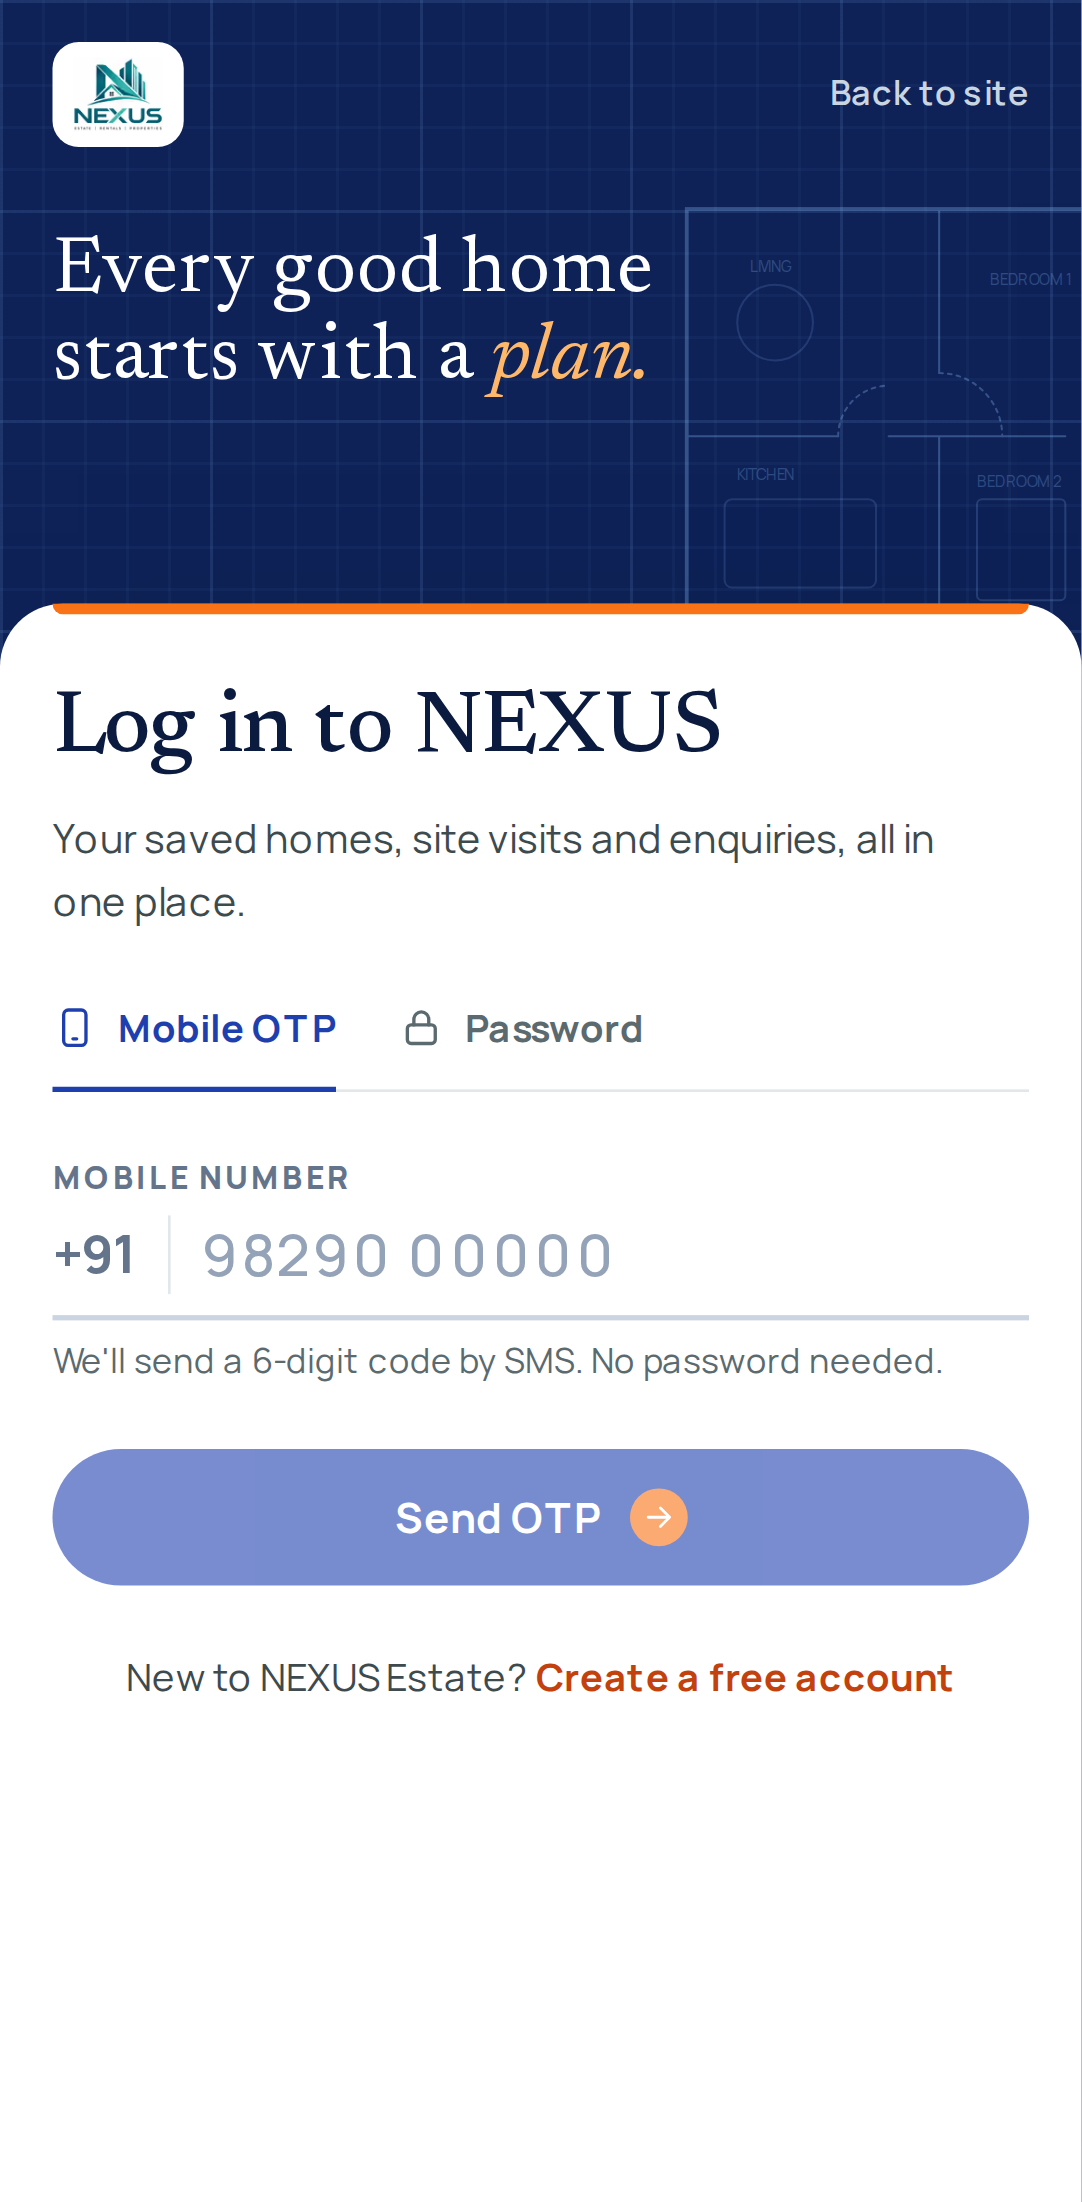 NEXUS
ESTATE | RENTALS | PROPERTIES
Back to site
Every good home
starts with a plan.
LIVING
BEDROOM 1
KITCHEN
BEDROOM 2
Log in to NEXUS
Your saved homes, site visits and enquiries, all in
one place.
Mobile OTP
Password
MOBILE NUMBER
+91 98290 00000
We'll send a 6-digit code by SMS. No password needed.
Send OTP
New to NEXUS Estate? Create a free account